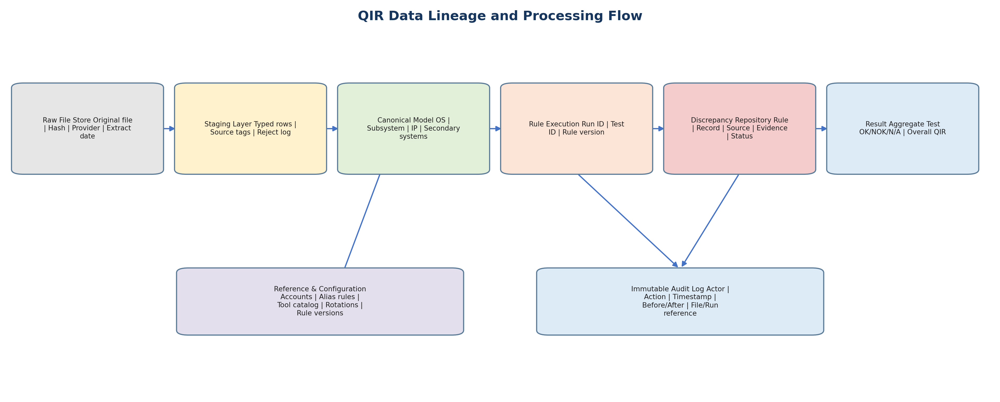 QIR Data Lineage and Processing Flow
Raw File Store Original file
| Hash | Provider | Extract
date
Staging Layer Typed rows |
Source tags | Reject log
Canonical Model OS |
Subsystem | IP | Secondary
systems
Rule Execution Run ID | Test
ID | Rule version
Discrepancy Repository Rule
| Record | Source | Evidence
| Status
Result Aggregate Test
OK/NOK/N/A | Overall QIR
Reference & Configuration
Accounts | Alias rules |
Tool catalog | Rotations |
Rule versions
Immutable Audit Log Actor |
Action | Timestamp |
Before/After | File/Run
reference